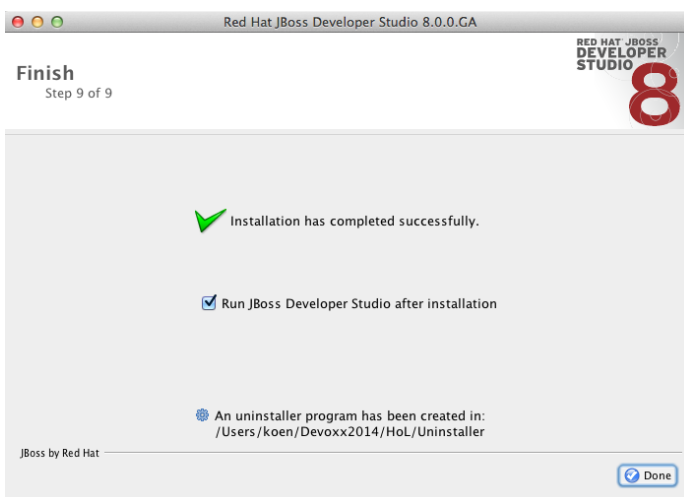 Red Hat JBoss Developer Studio 8.0.0.GA
RED HAT JBOSS
DEVELOPER
STUDIO
8
Finish
Step 9 of 9
Installation has completed successfully.
Run JBoss Developer Studio after installation
An uninstaller program has been created in:
/Users/koen/Devoxx2014/HoL/Uninstaller
JBoss by Red Hat
Done